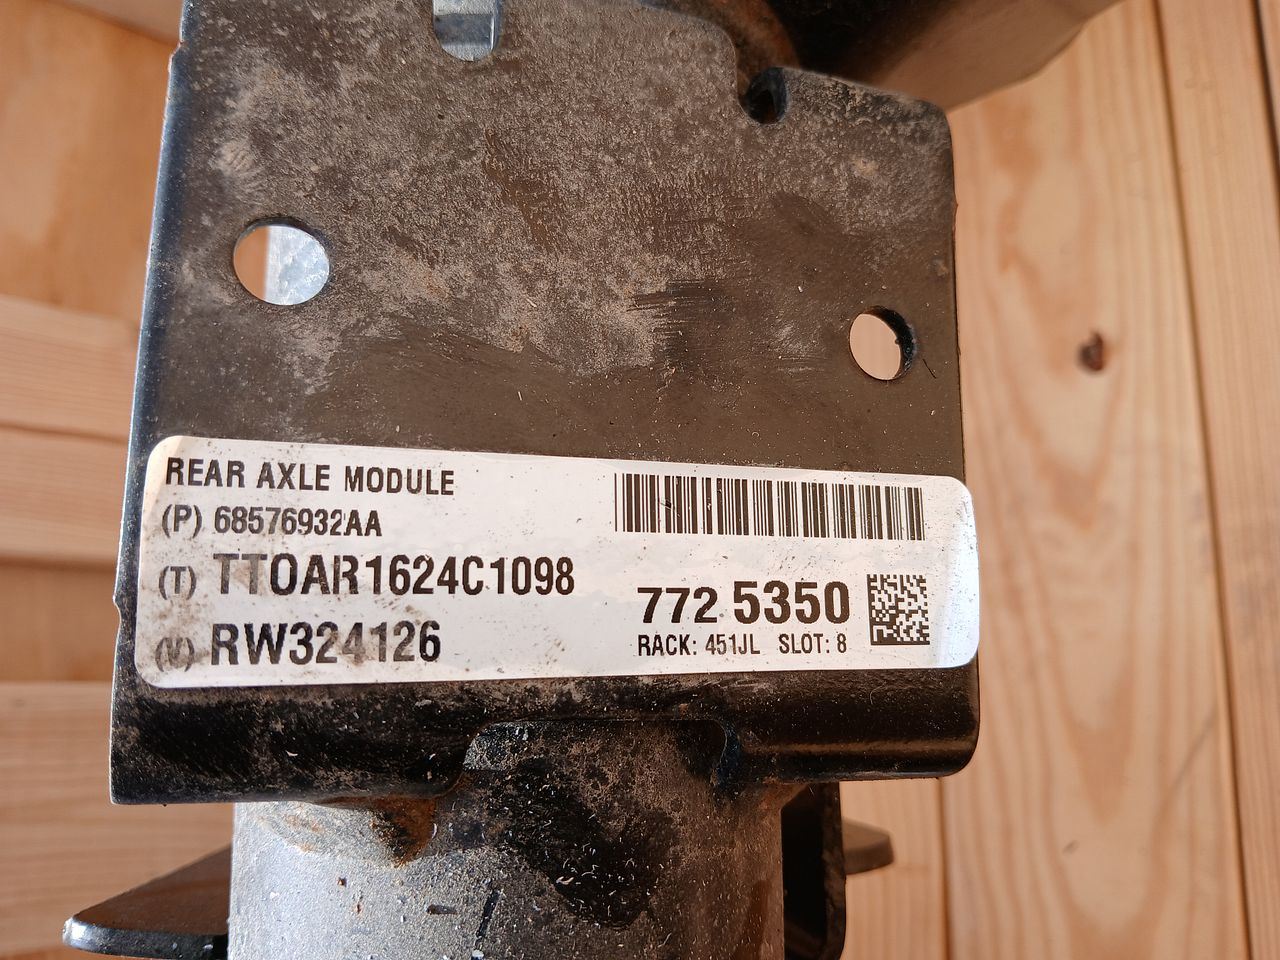 REAR AXLE MODULE
(P) 68576932AA
(T) TTOAR1624C1098
(V) RW324126
772 5350
RACK: 451JL SLOT: 8